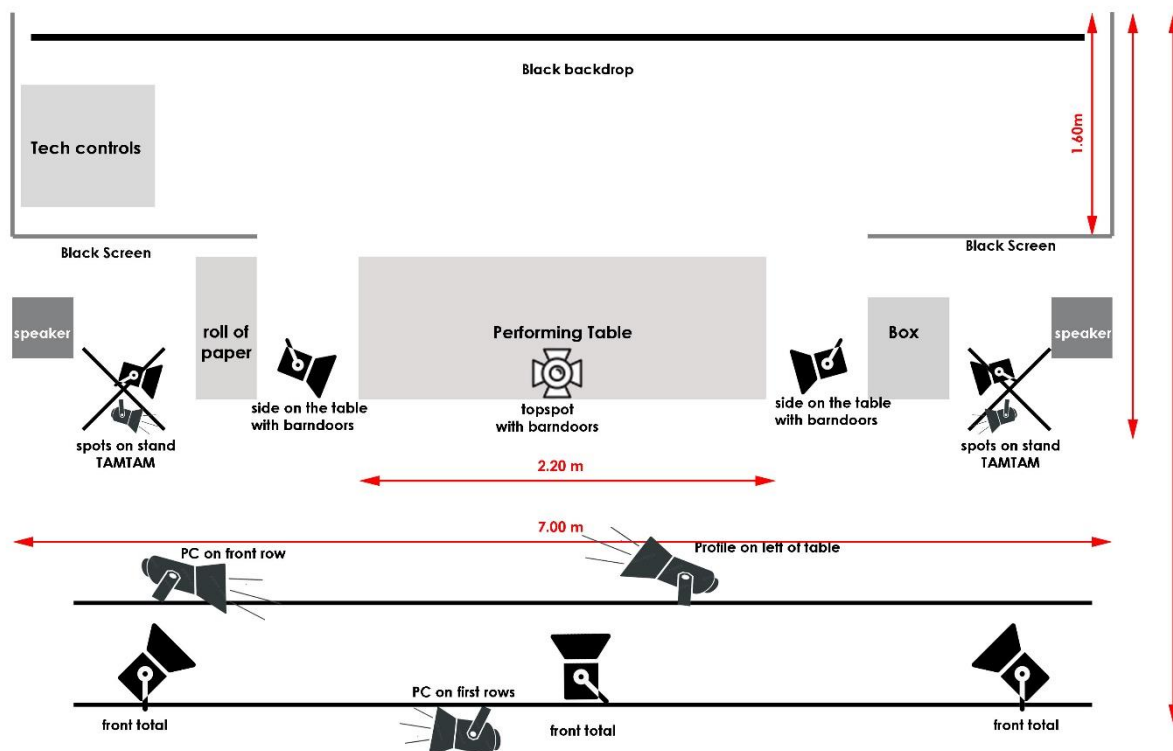 Black backdrop
1.60m
Tech controls
Black Screen
Black Screen
speaker
roll of
paper
Performing Table
Box
speaker
side on the table
with barndoors
topspot
with barndoors
side on the table
with barndoors
spots on stand
TAMTAM
spots on stand
TAMTAM
2.20 m
7.00 m
PC on front row
Profile on left of table
PC on first rows
front total
front total
front total